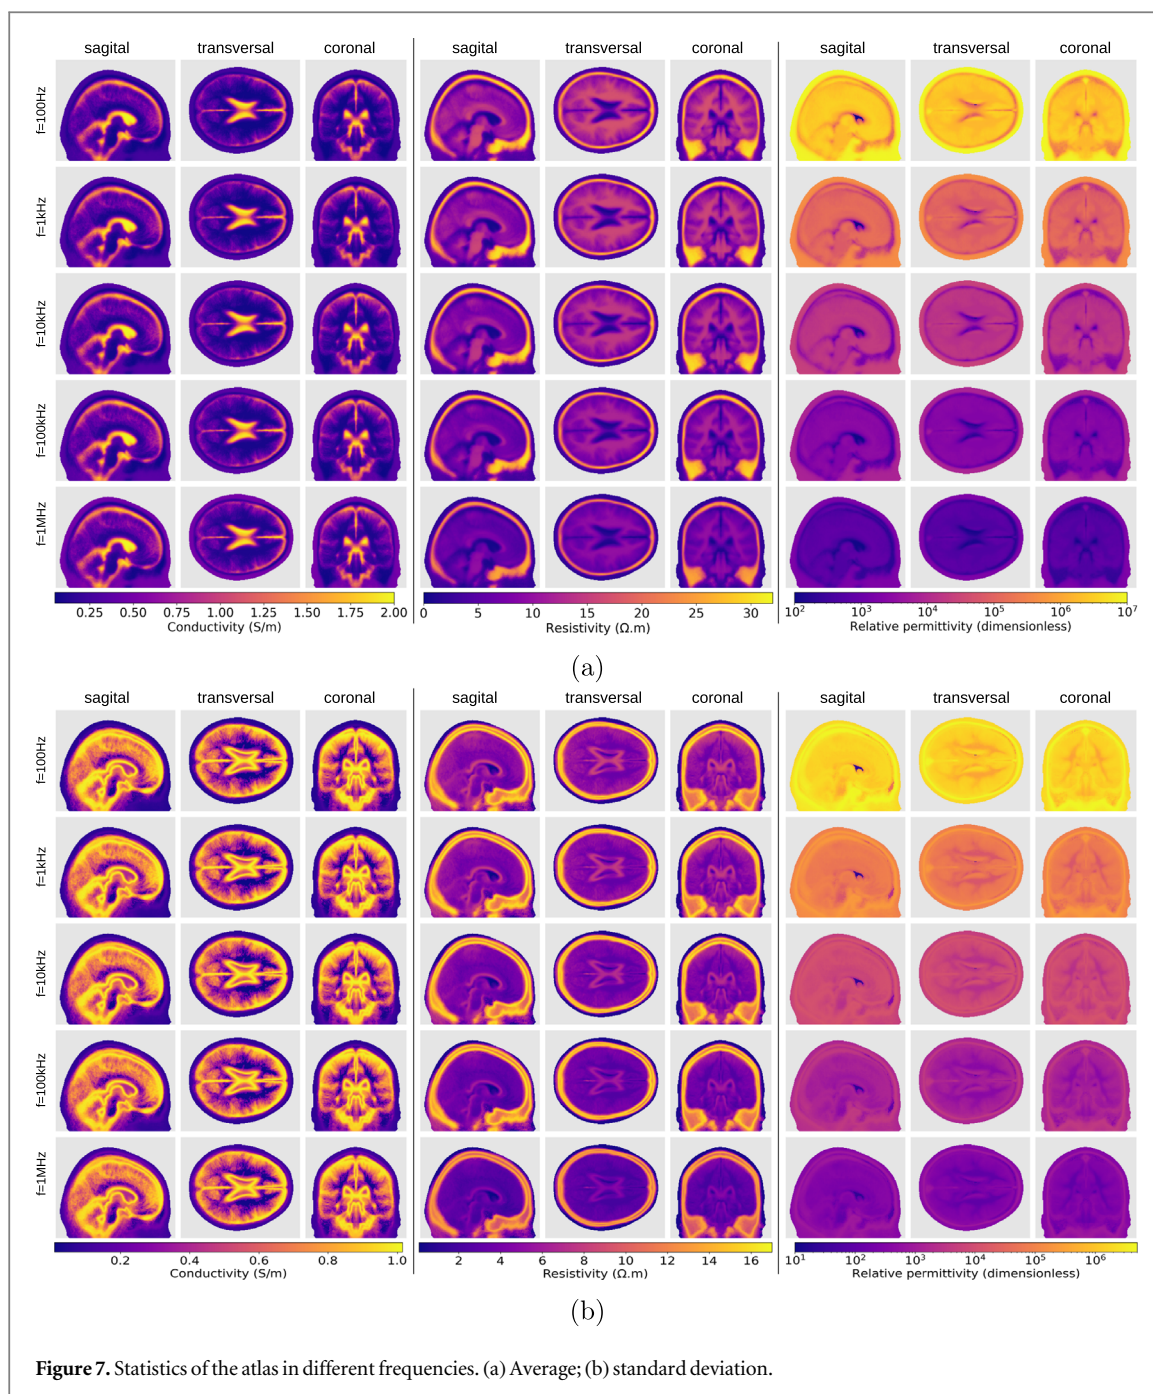 sagital transversal coronal sagital transversal coronal sagital transversal coronal
f=100Hz
f=1kHz
f=10kHz
f=100kHz
f=1MHz
0.25 0.50 0.75 1.00 1.25 1.50 1.75 2.00
Conductivity (S/m)
0 5 10 15 20 25 30
Resistivity (Ω.m)
10² 10³ 10⁴ 10⁵ 10⁶ 10⁷
Relative permittivity (dimensionless)
(a)
sagital transversal coronal sagital transversal coronal sagital transversal coronal
f=100Hz
f=1kHz
f=10kHz
f=100kHz
f=1MHz
0.2 0.4 0.6 0.8 1.0
Conductivity (S/m)
2 4 6 8 10 12 14 16
Resistivity (Ω.m)
10¹ 10² 10³ 10⁴ 10⁵ 10⁶
Relative permittivity (dimensionless)
(b)
Figure 7. Statistics of the atlas in different frequencies. (a) Average; (b) standard deviation.